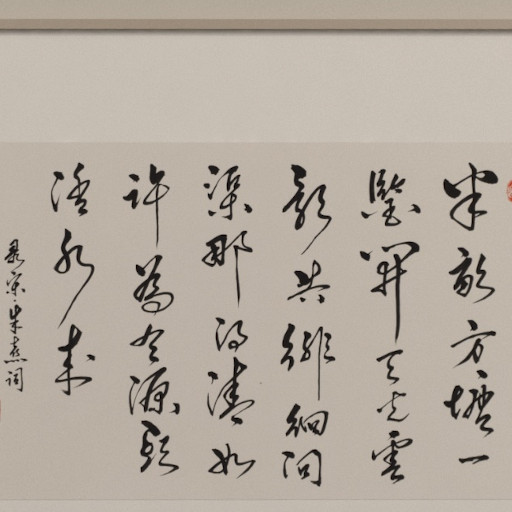 半畝方塘一
鑒開天光雲
影共徘徊問
渠那得清如
許為有源頭
活水來
宋朱熹詞